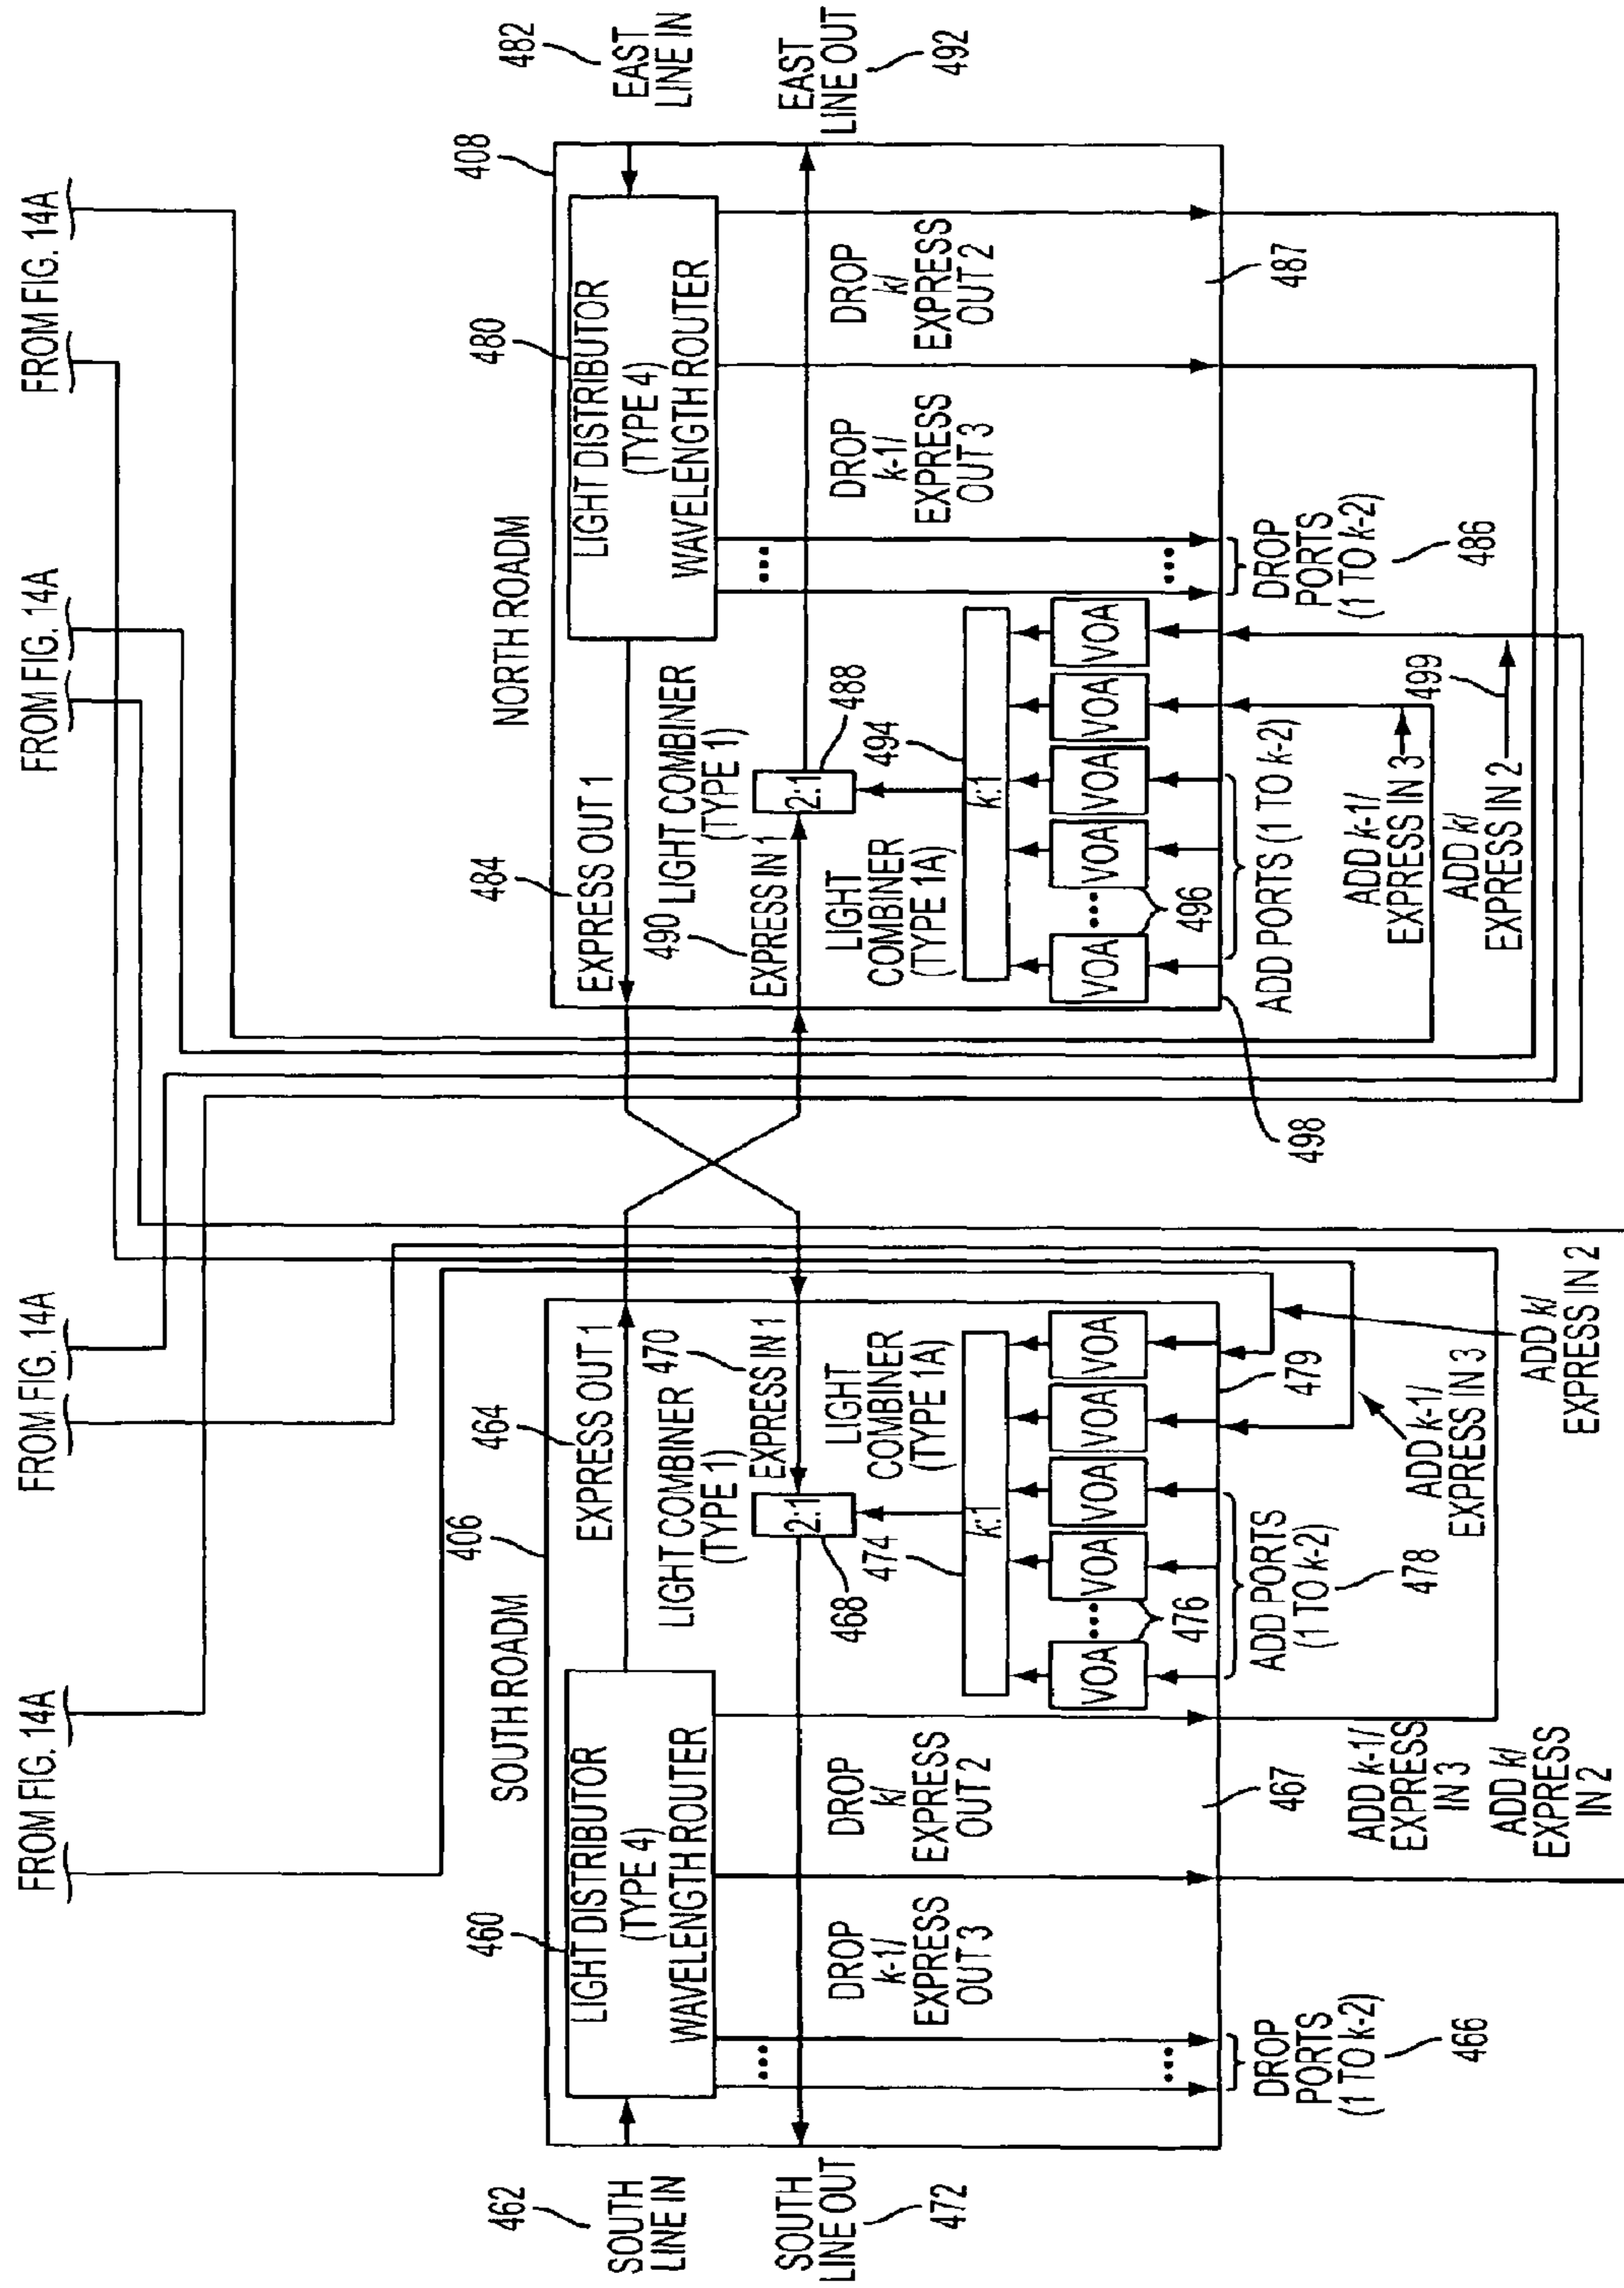 FROM FIG. 14A
FROM FIG. 14A
FROM FIG. 14A
FROM FIG. 14A
SOUTH ROADM
406
460
LIGHT DISTRIBUTOR
(TYPE 4)
WAVELENGTH ROUTER
462
SOUTH
LINE IN
SOUTH
LINE OUT
472
464
EXPRESS OUT 1
LIGHT COMBINER
(TYPE 1)
470
EXPRESS IN 1
2:1
468
474
LIGHT
COMBINER
(TYPE 1A)
k:1
DROP
k-1/
EXPRESS
OUT 3
DROP
k/
EXPRESS
OUT 2
•••
•••
VOA
•••
VOA
VOA
VOA
VOA
476
DROP
PORTS
(1 TO k-2)
466
467
ADD PORTS
(1 TO k-2)
478
479
ADD k-1/
EXPRESS
IN 3
ADD k/
EXPRESS
IN 2
ADD k-1/
EXPRESS IN 3
ADD k/
EXPRESS IN 2
NORTH ROADM
408
480
LIGHT DISTRIBUTOR
(TYPE 4)
WAVELENGTH ROUTER
482
EAST
LINE IN
EAST
LINE OUT
492
484
EXPRESS OUT 1
490
LIGHT COMBINER
(TYPE 1)
EXPRESS IN 1
2:1
488
494
LIGHT
COMBINER
(TYPE 1A)
k:1
DROP
k-1/
EXPRESS
OUT 3
DROP
k/
EXPRESS
OUT 2
•••
•••
VOA
•••
VOA
VOA
VOA
VOA
496
498
ADD PORTS (1 TO k-2)
DROP
PORTS
(1 TO k-2)
486
487
ADD k-1/
EXPRESS IN 3
ADD k/
EXPRESS IN 2
499